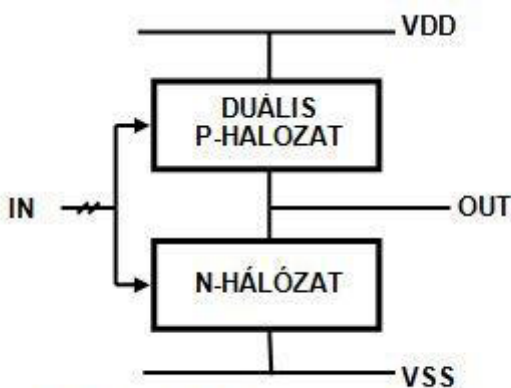 VDD
DUÁLIS
P-HALOZAT
IN
OUT
N-HÁLÓZAT
VSS